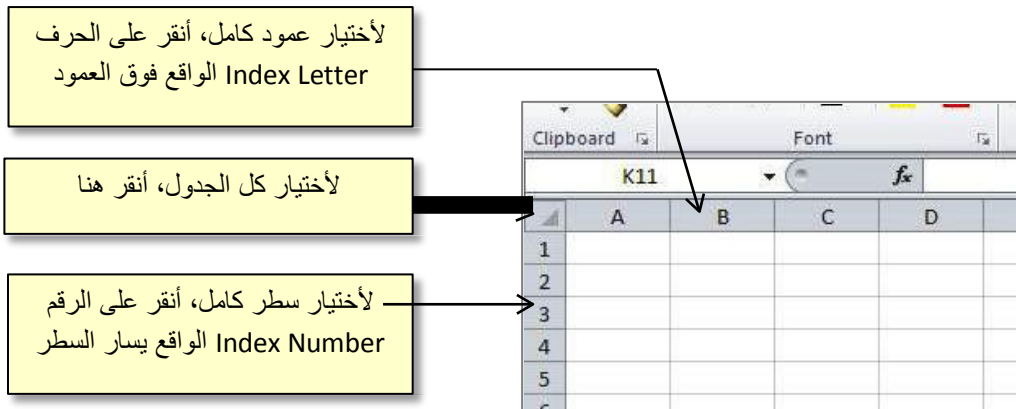 لأختيار عمود كامل، أنقر على الحرف
Index Letter الواقع فوق العمود
لأختيار كل الجدول، أنقر هنا
لأختيار سطر كامل، أنقر على الرقم
Index Number الواقع يسار السطر
Clipboard Font
K11 fx
A B C D
1
2
3
4
5